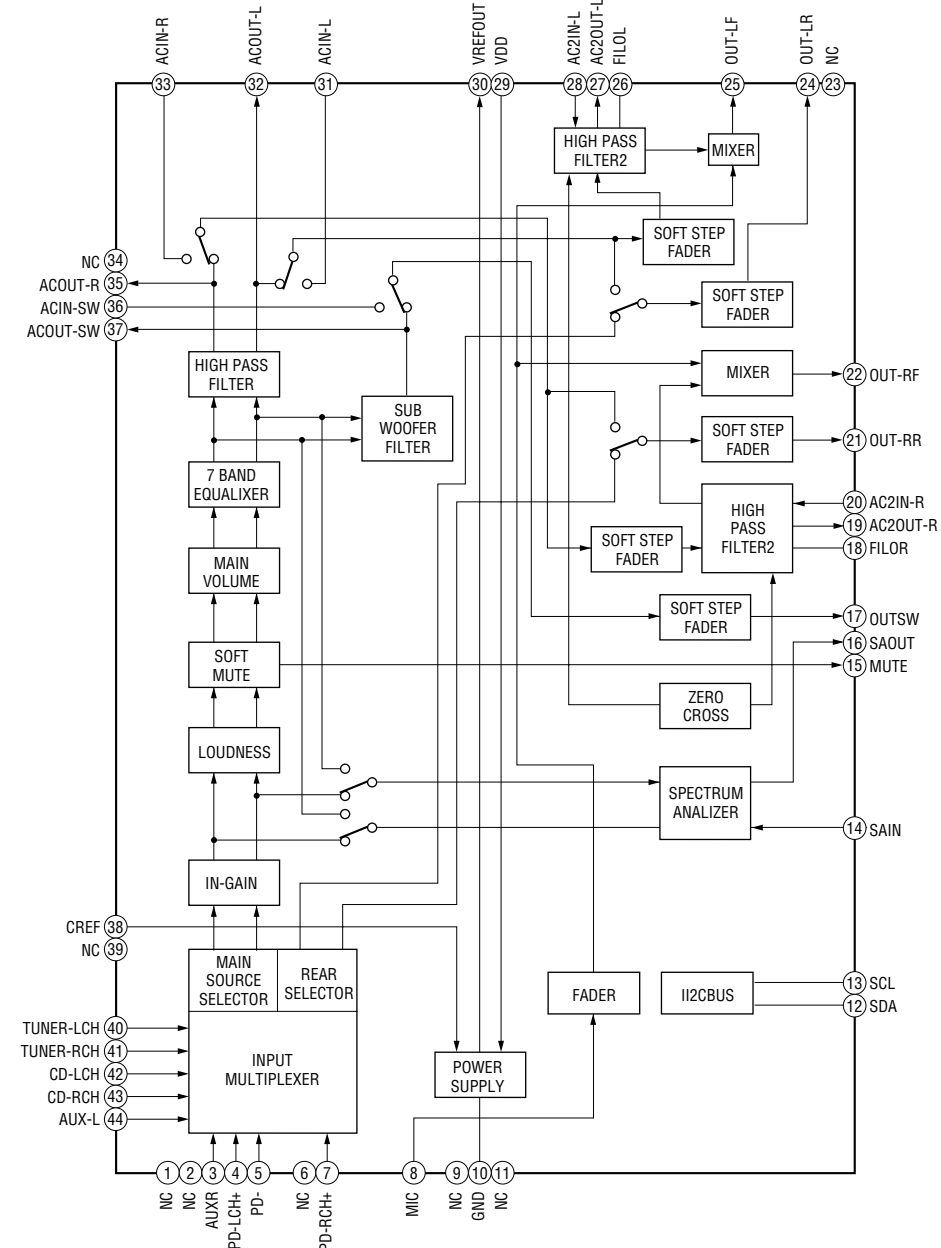 ACIN-R
ACOUT-L
ACIN-L
VREFOUT
VDD
AC2IN-L
AC2OUT-L
FILOL
OUT-LF
OUT-LR
NC
33
32
31
30
29
28
27
26
25
24
23
HIGH PASS
FILTER2
MIXER
SOFT STEP
FADER
NC 34
ACOUT-R 35
ACIN-SW 36
ACOUT-SW 37
SOFT STEP
FADER
HIGH PASS
FILTER
MIXER
22 OUT-RF
SUB
WOOFER
FILTER
SOFT STEP
FADER
21 OUT-RR
7 BAND
EQUALIZER
HIGH
PASS
FILTER2
20 AC2IN-R
19 AC2OUT-R
18 FILOR
SOFT STEP
FADER
MAIN
VOLUME
SOFT STEP
FADER
17 OUTSW
16 SAOUT
15 MUTE
SOFT
MUTE
ZERO
CROSS
LOUDNESS
SPECTRUM
ANALIZER
14 SAIN
IN-GAIN
CREF 38
NC 39
MAIN
SOURCE
SELECTOR
REAR
SELECTOR
FADER
II2CBUS
13 SCL
12 SDA
TUNER-LCH 40
TUNER-RCH 41
CD-LCH 42
CD-RCH 43
AUX-L 44
INPUT
MULTIPLEXER
POWER
SUPPLY
1
2
3
4
5
6
7
8
9
10
11
NC
NC
AUXR
PD-LCH+
PD-
NC
PD-RCH+
MIC
NC
GND
NC